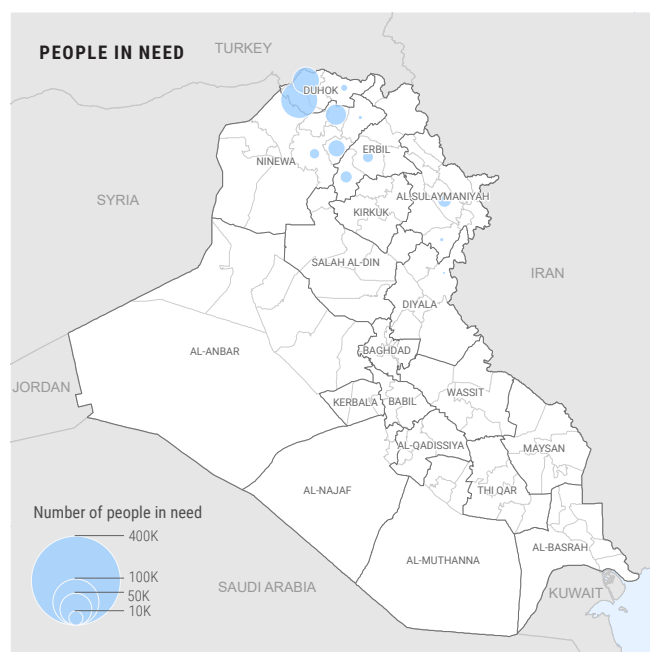 PEOPLE IN NEED
TURKEY
DUHOK
NINEWA
ERBIL
SYRIA
AL-SULAYMANIYAH
KIRKUK
SALAH AL-DIN
IRAN
DIYALA
AL-ANBAR
BAGHDAD
JORDAN
WASSIT
KERBALA
BABIL
AL-QADISSIYA
MAYSAN
AL-NAJAF
THI QAR
Number of people in need
400K
AL-BASRAH
AL-MUTHANNA
100K
SAUDI ARABIA
KUWAIT
50K
10K